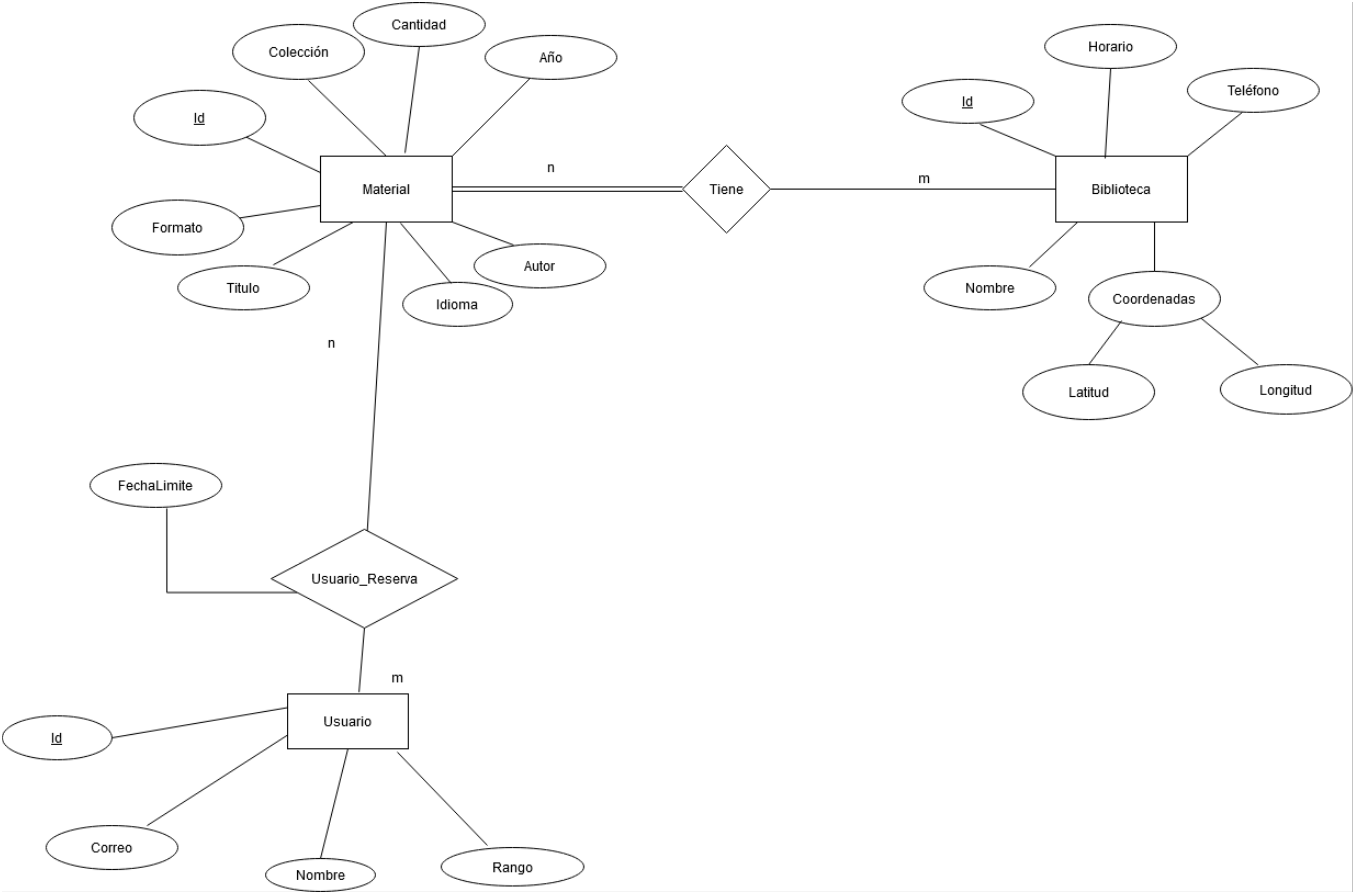 Cantidad
Colección
Año
Horario
Id
Teléfono
Id
n
Material
Tiene
m
Biblioteca
Formato
Autor
Titulo
Idioma
Nombre
Coordenadas
n
Latitud
Longitud
FechaLimite
Usuario_Reserva
m
Usuario
Id
Correo
Nombre
Rango